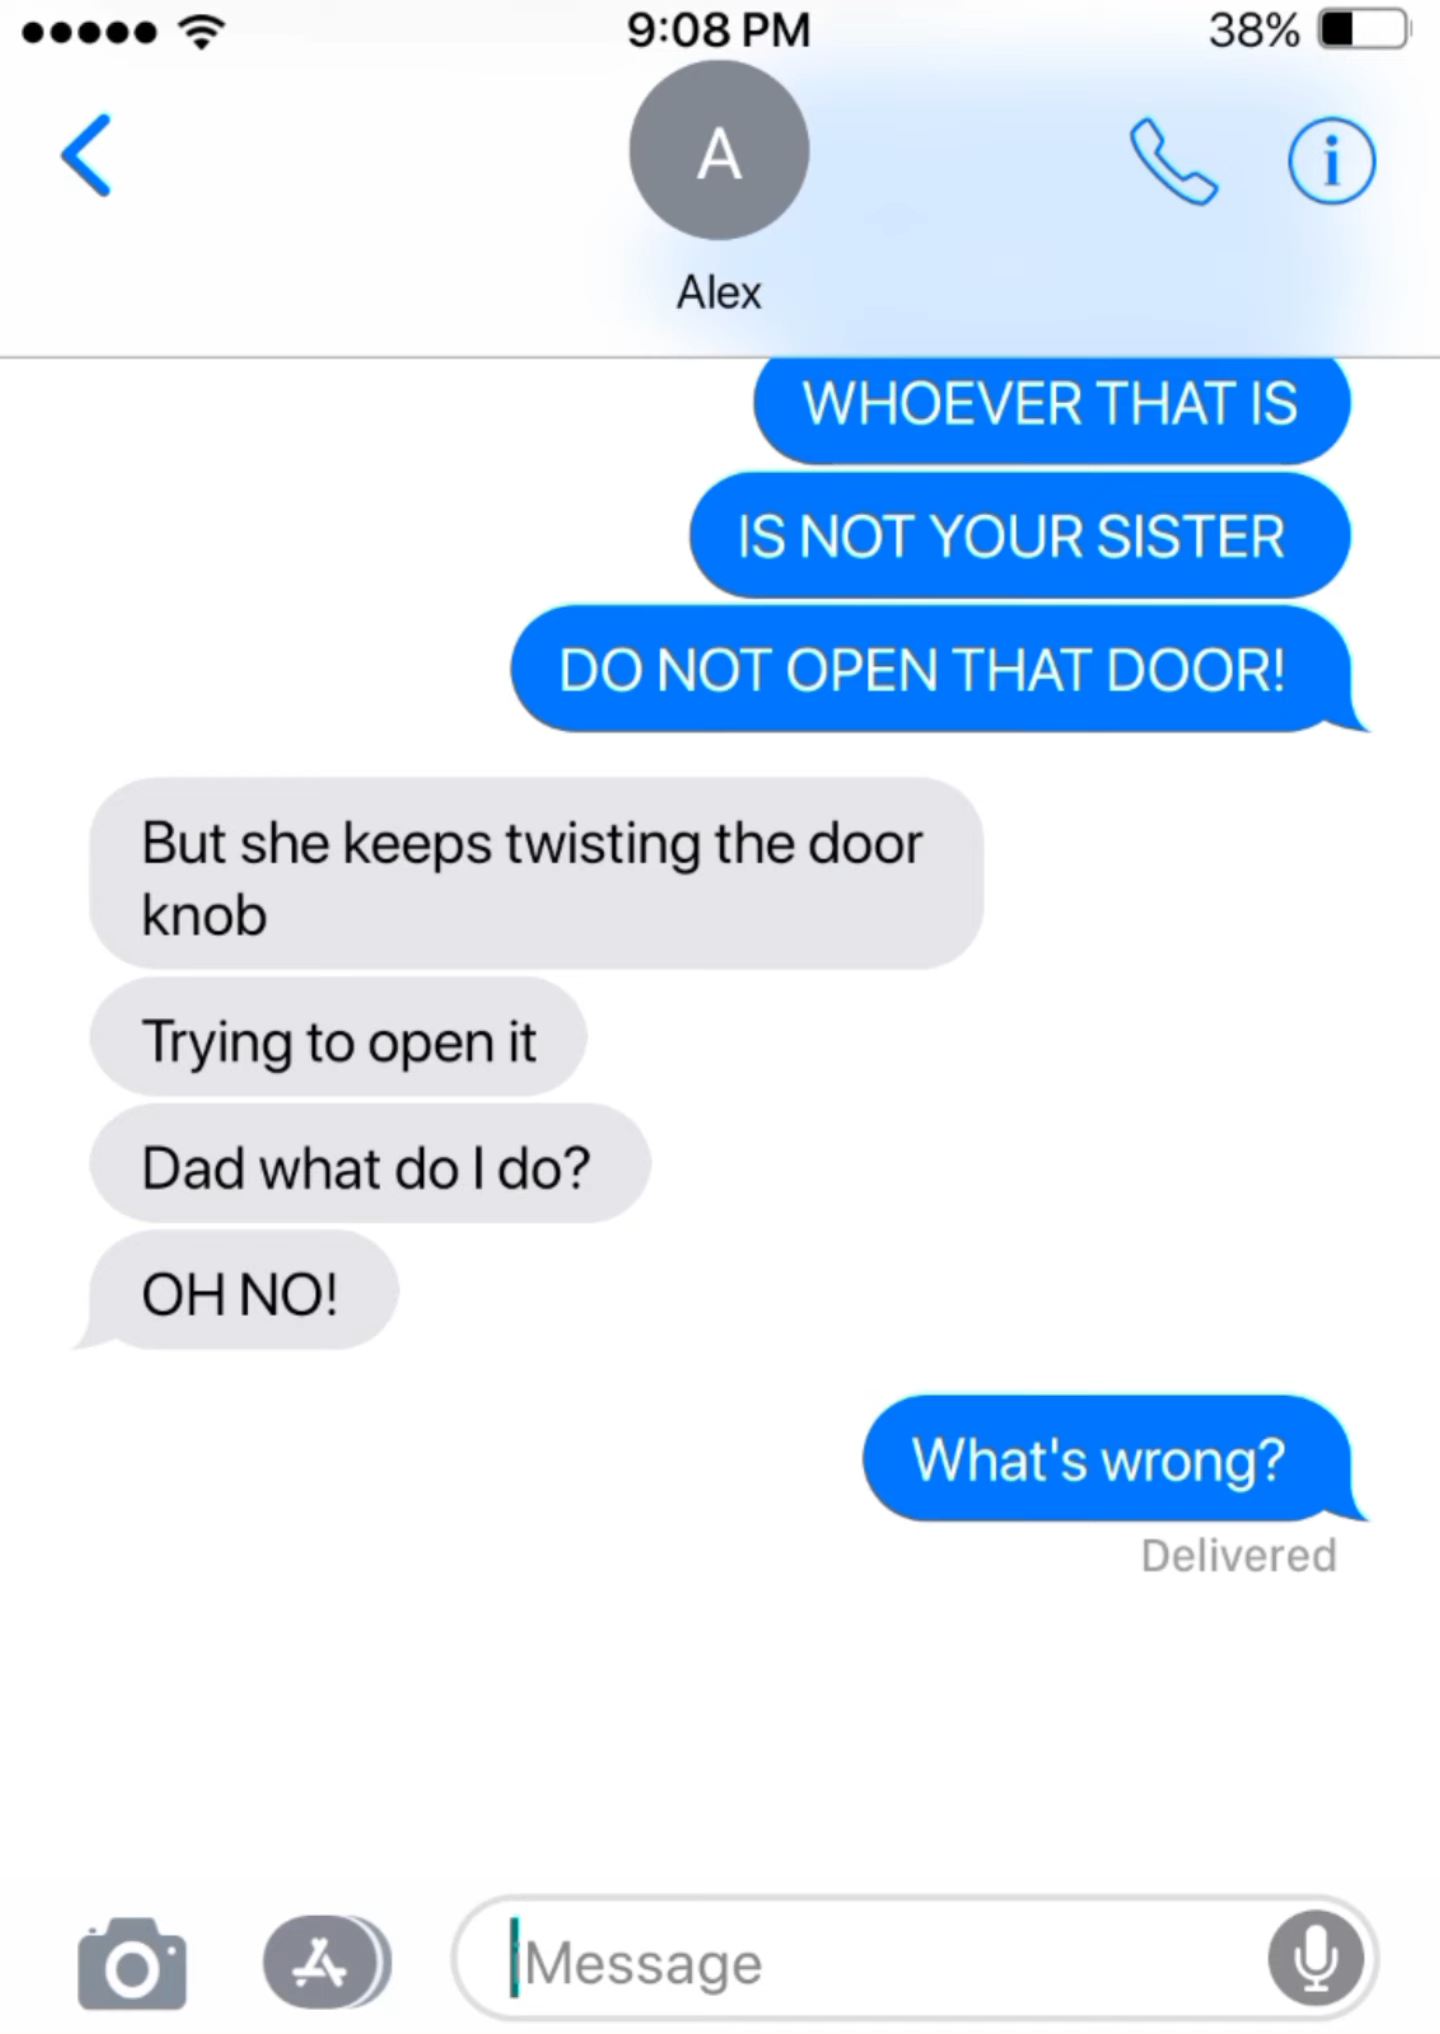 9:08 PM
38%
A
Alex
WHOEVER THAT IS
IS NOT YOUR SISTER
DO NOT OPEN THAT DOOR!
But she keeps twisting the door
knob
Trying to open it
Dad what do I do?
OH NO!
What's wrong?
Delivered
Message